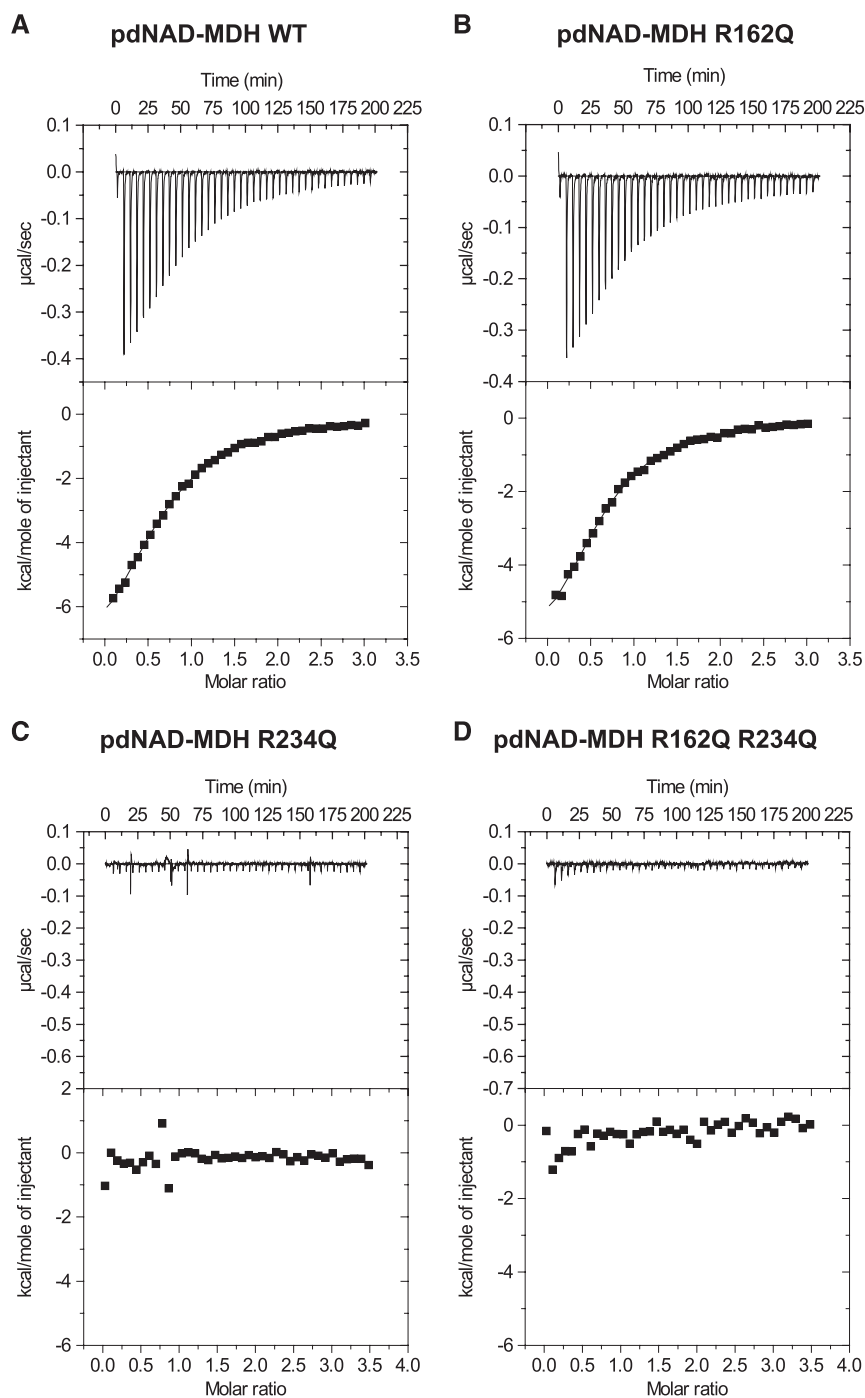 A
pdNAD-MDH WT
Time (min)
0 25 50 75 100 125 150 175 200 225
0.1
0.0
-0.1
-0.2
-0.3
-0.4
µcal/sec
0
-2
-4
-6
kcal/mole of injectant
0.0 0.5 1.0 1.5 2.0 2.5 3.0 3.5
Molar ratio
B
pdNAD-MDH R162Q
Time (min)
0 25 50 75 100 125 150 175 200 225
0.1
0.0
-0.1
-0.2
-0.3
-0.4
µcal/sec
0
-2
-4
-6
kcal/mole of injectant
0.0 0.5 1.0 1.5 2.0 2.5 3.0 3.5
Molar ratio
C
pdNAD-MDH R234Q
Time (min)
0 25 50 75 100 125 150 175 200 225
0.1
0.0
-0.1
-0.2
-0.3
-0.4
-0.5
-0.6
µcal/sec
2
0
-2
-4
-6
kcal/mole of injectant
0.0 0.5 1.0 1.5 2.0 2.5 3.0 3.5 4.0
Molar ratio
D
pdNAD-MDH R162Q R234Q
Time (min)
0 25 50 75 100 125 150 175 200 225
0.1
0.0
-0.1
-0.2
-0.3
-0.4
-0.5
-0.6
-0.7
µcal/sec
0
-2
-4
-6
kcal/mole of injectant
0.0 0.5 1.0 1.5 2.0 2.5 3.0 3.5 4.0
Molar ratio